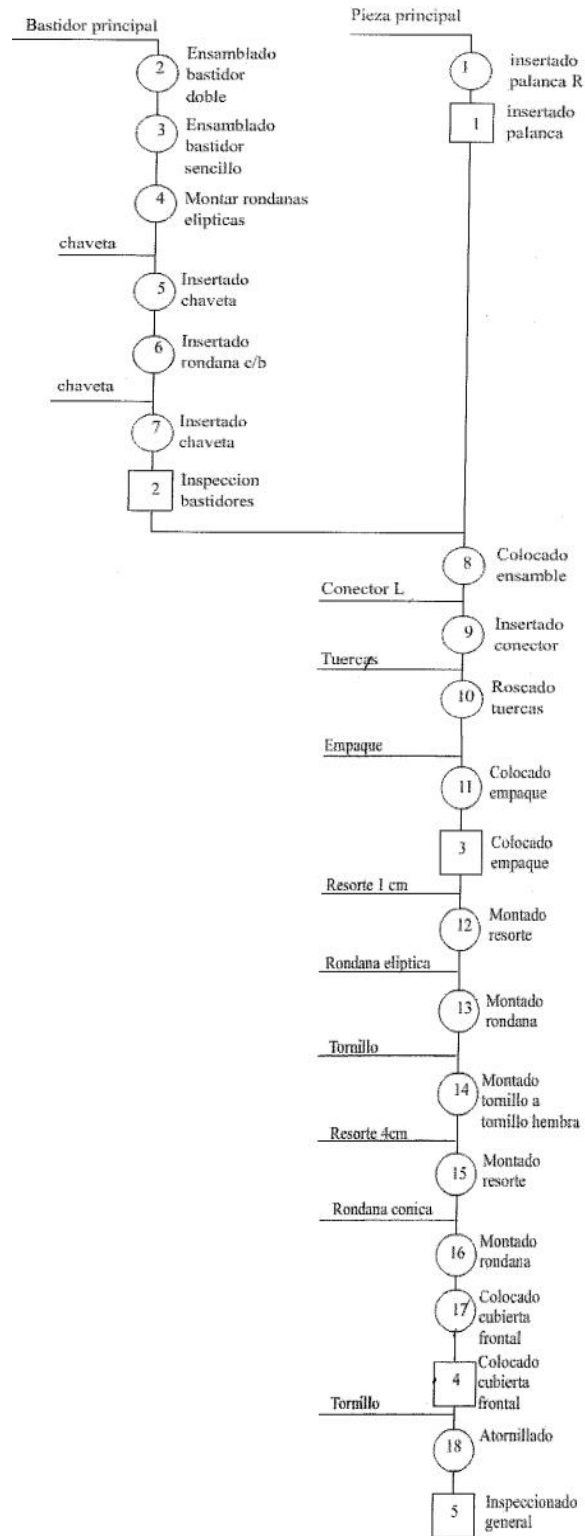 Bastidor principal
2
Ensamblado
bastidor
doble
3
Ensamblado
bastidor
sencillo
4
Montar rondanas
elipticas
chaveta
5
Insertado
chaveta
6
Insertado
rondana c/b
chaveta
7
Insertado
chaveta
2
Inspeccion
bastidores
Pieza principal
1
insertado
palanca R
1
insertado
palanca
8
Colocado
ensamble
Conector L
9
Insertado
conector
Tuercas
10
Roscado
tuercas
Empaque
11
Colocado
empaque
3
Colocado
empaque
Resorte 1 cm
12
Montado
resorte
Rondana eliptica
13
Montado
rondana
Tornillo
14
Montado
tornillo a
tornillo hembra
Resorte 4cm
15
Montado
resorte
Rondana conica
16
Montado
rondana
17
Colocado
cubierta
frontal
4
Colocado
cubierta
frontal
Tornillo
18
Atornillado
5
Inspeccionado
general